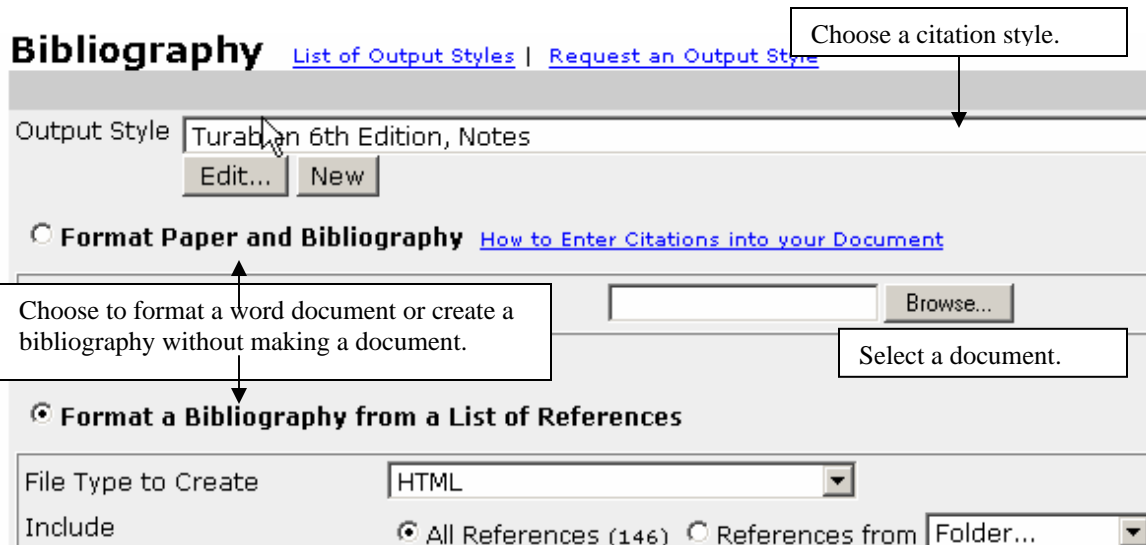 Choose a citation style.
Bibliography List of Output Styles | Request an Output Style
Output Style Turabian 6th Edition, Notes
Edit... New
Format Paper and Bibliography How to Enter Citations into your Document
Choose to format a word document or create a
bibliography without making a document.
Browse...
Select a document.
Format a Bibliography from a List of References
File Type to Create HTML
Include All References (146) References from Folder...